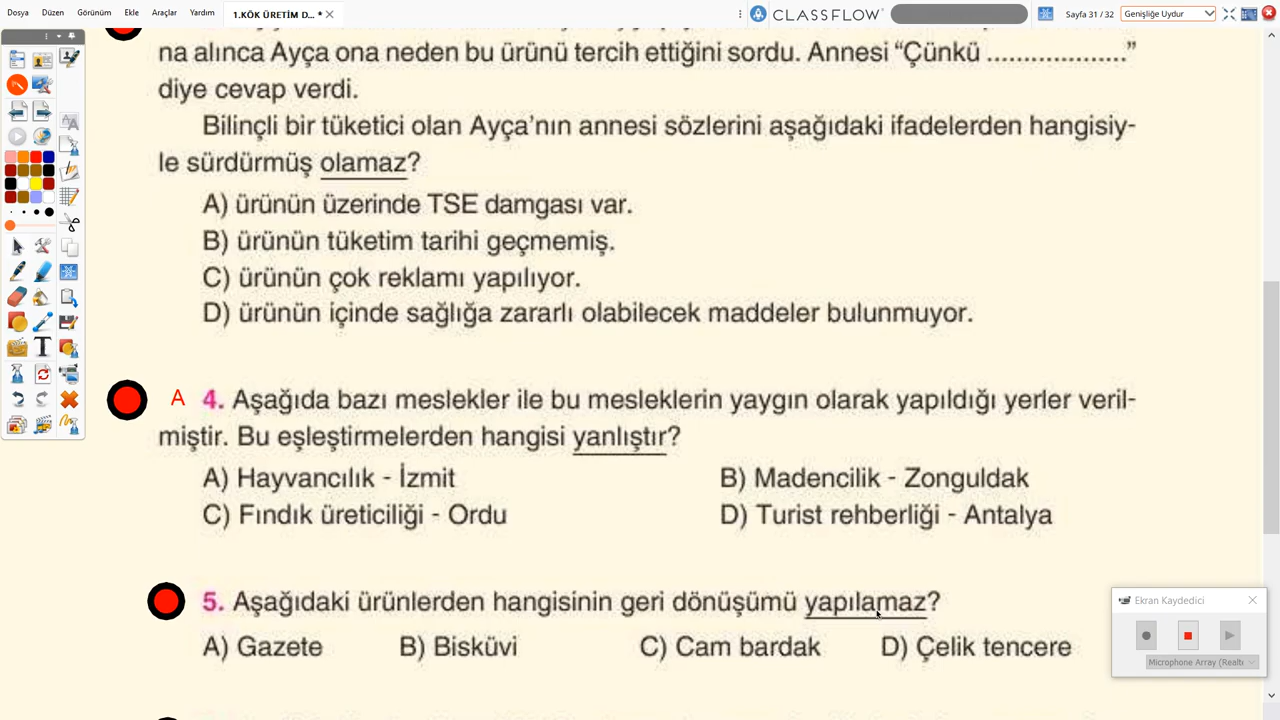 Dosya Düzen Görünüm Ekle Araçlar Yardım 1.KÖK ÜRETİM D... * CLASSFLOW Sayfa 31 / 32 Genişliğe Uydur
na alınca Ayça ona neden bu ürünü tercih ettiğini sordu. Annesi “Çünkü ...................”
diye cevap verdi.
Bilinçli bir tüketici olan Ayça’nın annesi sözlerini aşağıdaki ifadelerden hangisiy-
le sürdürmüş olamaz?
A) ürünün üzerinde TSE damgası var.
B) ürünün tüketim tarihi geçmemiş.
C) ürünün çok reklamı yapılıyor.
D) ürünün içinde sağlığa zararlı olabilecek maddeler bulunmuyor.
A 4. Aşağıda bazı meslekler ile bu mesleklerin yaygın olarak yapıldığı yerler veril-
miştir. Bu eşleştirmelerden hangisi yanlıştır?
A) Hayvancılık - İzmit B) Madencilik - Zonguldak
C) Fındık üreticiliği - Ordu D) Turist rehberliği - Antalya
5. Aşağıdaki ürünlerden hangisinin geri dönüşümü yapılamaz?
A) Gazete B) Bisküvi C) Cam bardak D) Çelik tencere
Ekran Kaydedici
Microphone Array (Realt